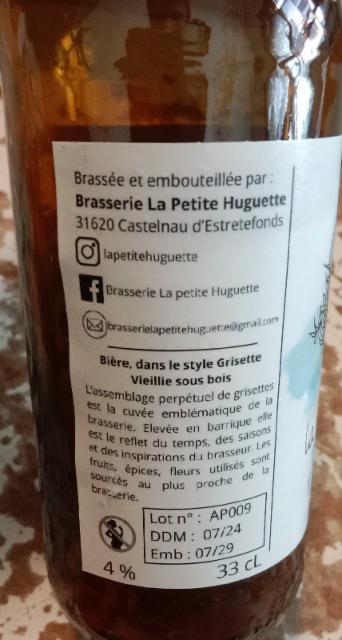 Brassée et embouteillée par :
Brasserie La Petite Huguette
31620 Castelnau d'Estretefonds
lapetitehuguette
Brasserie La petite Huguette
brasserielapetitehuguette@gmail.com
Bière, dans le style Grisette
Vieillie sous bois
L'assemblage perpétuel de grisettes
est la cuvée emblématique de la
brasserie. Elevée en barrique elle
est le reflet du temps, des saisons
et des inspirations du brasseur. Les
fruits, épices, fleurs utilisés sont
sourcés au plus proche de la
brasserie.
Lot n° : AP009
DDM : 07/24
Emb : 07/29
4 % 33 cL